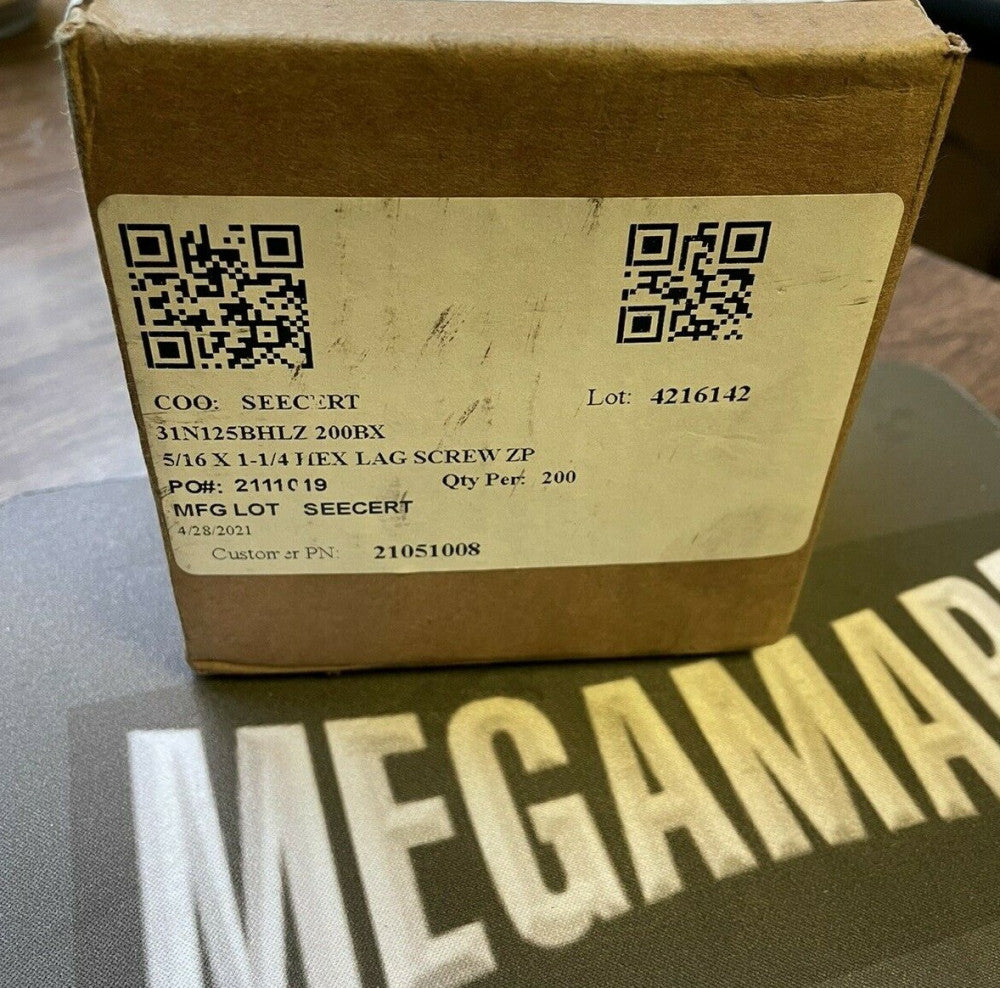 COO: SEECERT
Lot: 4216142
31N125BHLZ 200BX
5/16 X 1-1/4 HEX LAG SCREW ZP
PO#: 2111019
Qty Per: 200
MFG LOT SEECERT
4/28/2021
Customer PN: 21051008
MEGAMAR